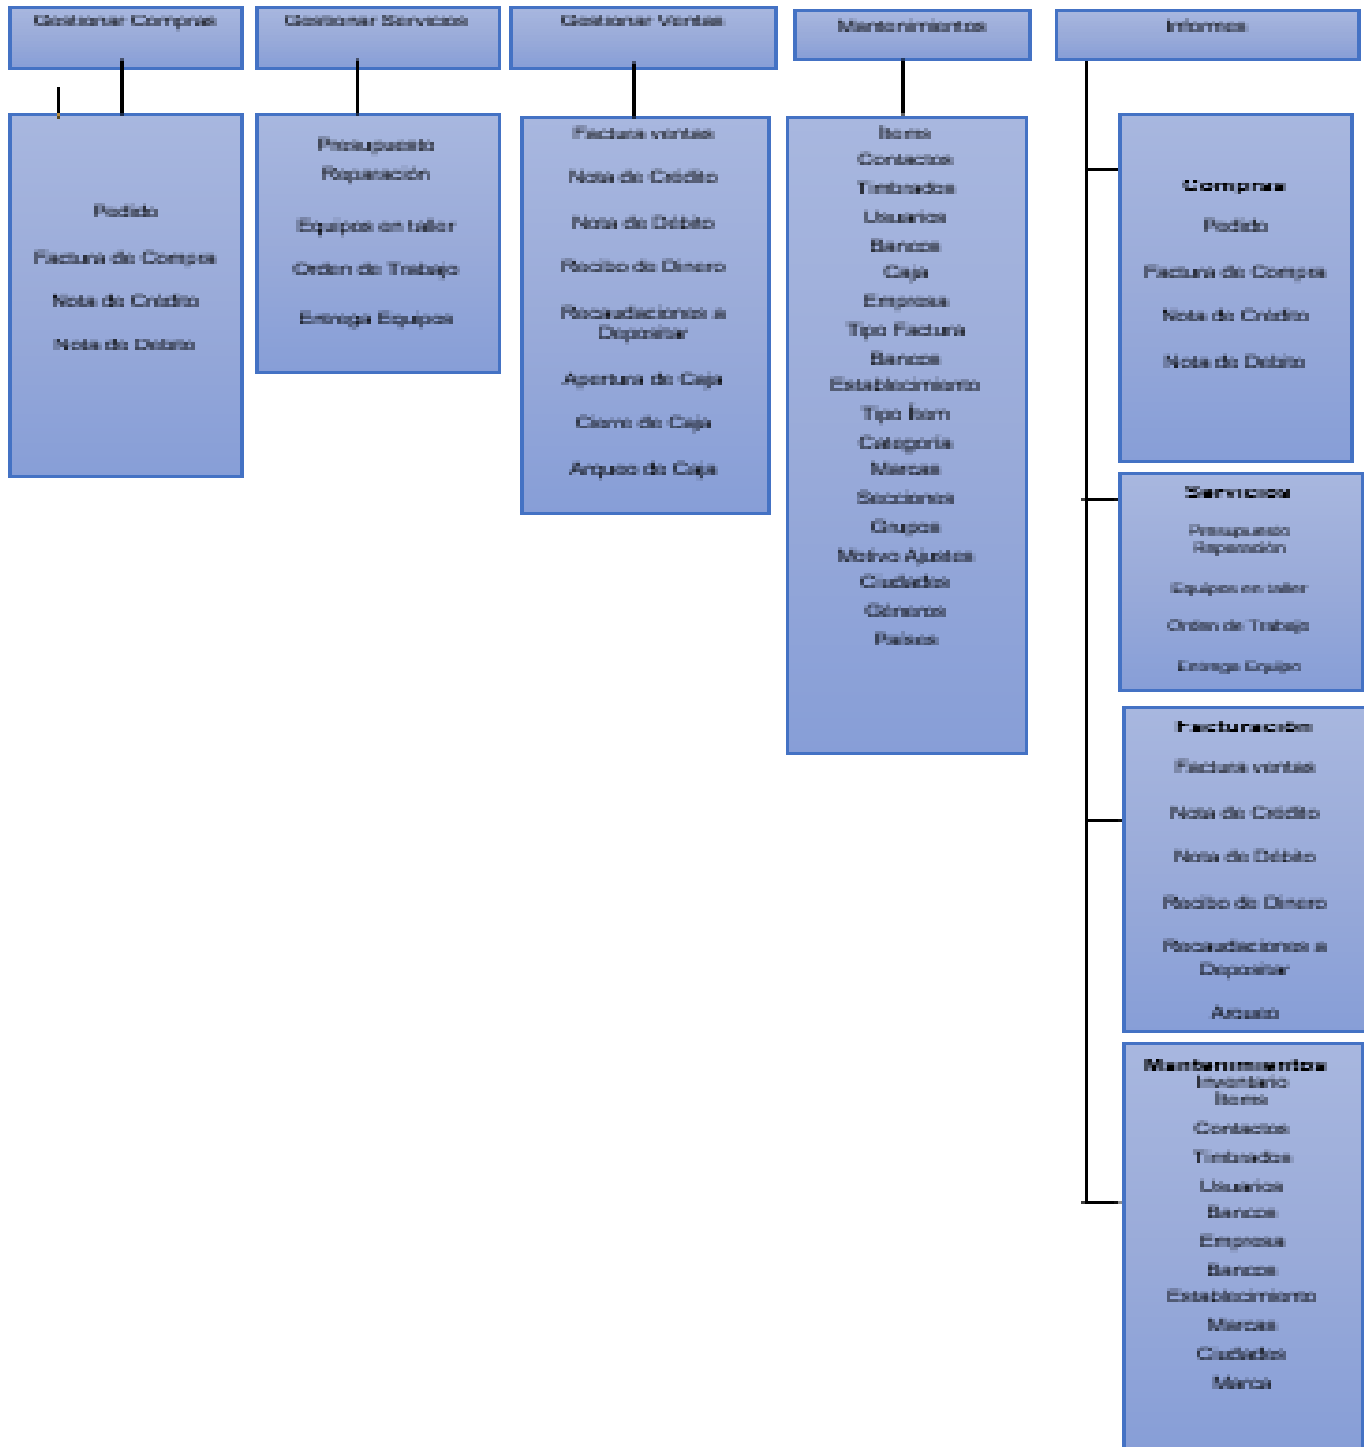 Gestionar Compras
Pedido
Factura de Compra
Nota de Crédito
Nota de Debito
Gestionar Servicios
Presupuesto
Reparación
Equipos en taller
Orden de Trabajo
Entrega Equipos
Gestionar Ventas
Factura ventas
Nota de Crédito
Nota de Débito
Recibo de Dinero
Recaudaciones a
Depositar
Apertura de Caja
Cierre de Caja
Arqueo de Caja
Mantenimientos
Ítems
Contactos
Timbrados
Usuarios
Bancos
Caja
Empresa
Tipo Factura
Bancos
Establecimiento
Tipo Ítem
Categoría
Marcas
Secciones
Grupos
Motivo Ajustes
Ciudades
Géneros
Países
Informes
Compras
Pedido
Factura de Compra
Nota de Crédito
Nota de Debito
Servicios
Presupuesto
Reparación
Equipos en taller
Orden de Trabajo
Entrega Equipo
Facturación
Factura ventas
Nota de Crédito
Nota de Débito
Recibo de Dinero
Recaudaciones a
Depositar
Arqueo
Mantenimientos
Inventario
Ítems
Contactos
Timbrados
Usuarios
Bancos
Empresa
Bancos
Establecimiento
Marcas
Ciudades
Marca